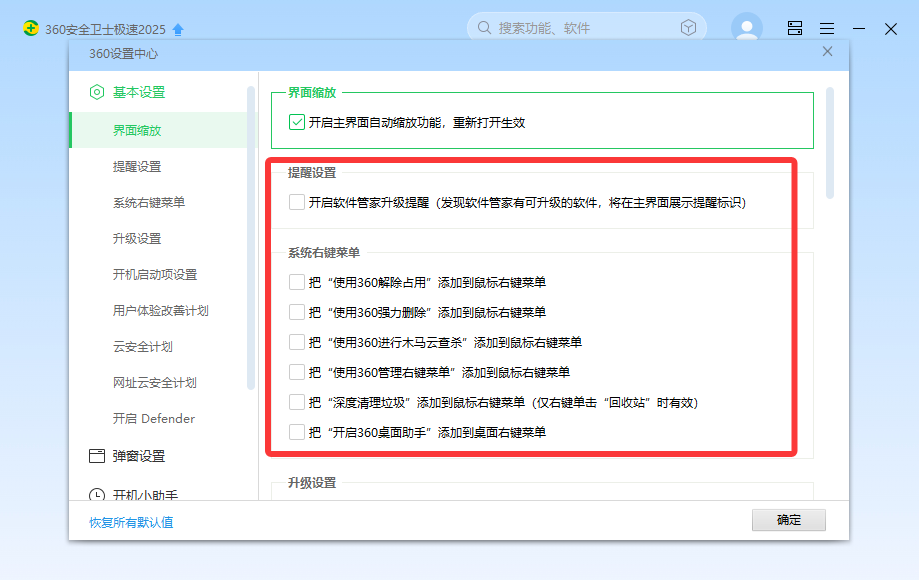 360安全卫士极速2025
搜索功能、软件
360设置中心
基本设置
界面缩放
提醒设置
系统右键菜单
升级设置
开机启动项设置
用户体验改善计划
云安全计划
网址云安全计划
开启 Defender
弹窗设置
开机小助手
恢复所有默认值
界面缩放
开启主界面自动缩放功能，重新打开生效
提醒设置
开启软件管家升级提醒（发现软件管家有可升级的软件，将在主界面展示提醒标识）
系统右键菜单
把“使用360解除占用”添加到鼠标右键菜单
把“使用360强力删除”添加到鼠标右键菜单
把“使用360进行木马云查杀”添加到鼠标右键菜单
把“使用360管理右键菜单”添加到鼠标右键菜单
把“深度清理垃圾”添加到鼠标右键菜单（仅右键单击“回收站”时有效）
把“开启360桌面助手”添加到桌面右键菜单
升级设置
确定